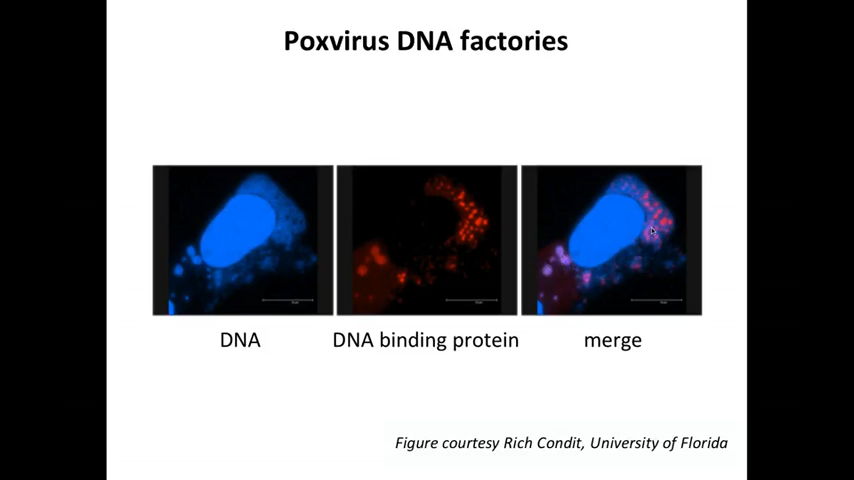 Poxvirus DNA factories
DNA
DNA binding protein
merge
Figure courtesy Rich Condit, University of Florida